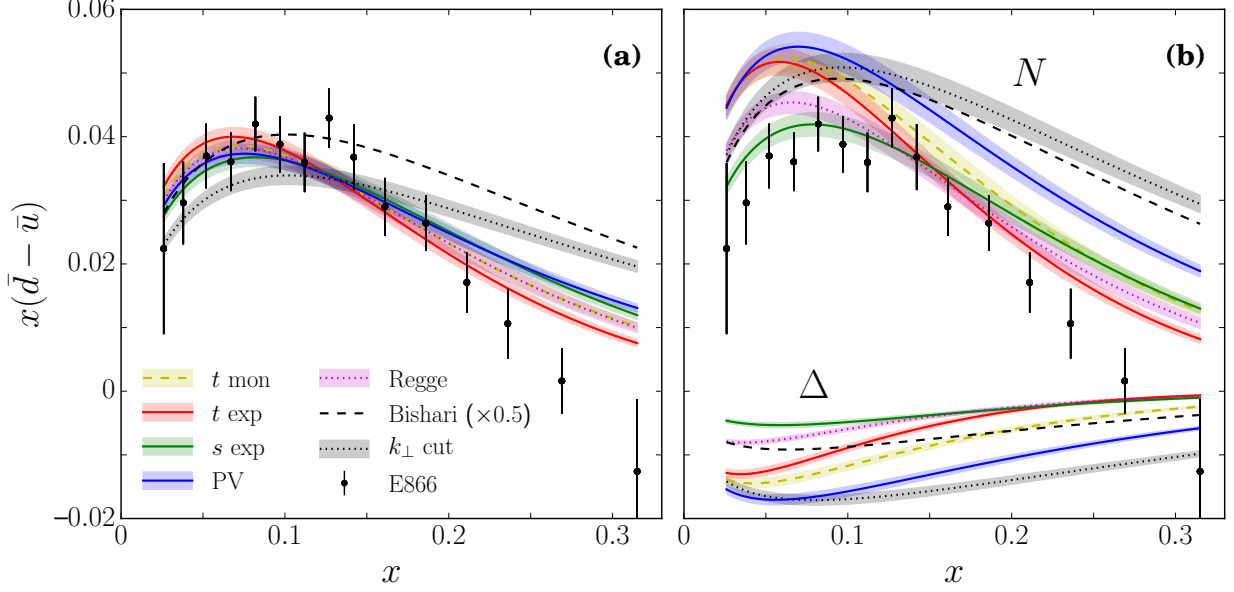 x(d̄ − ū)
0.06
0.04
0.02
0
−0.02
(a)
t mon
t exp
s exp
PV
Regge
Bishari (×0.5)
k⊥ cut
E866
0
0.1
0.2
0.3
x
(b)
N
Δ
0
0.1
0.2
0.3
x